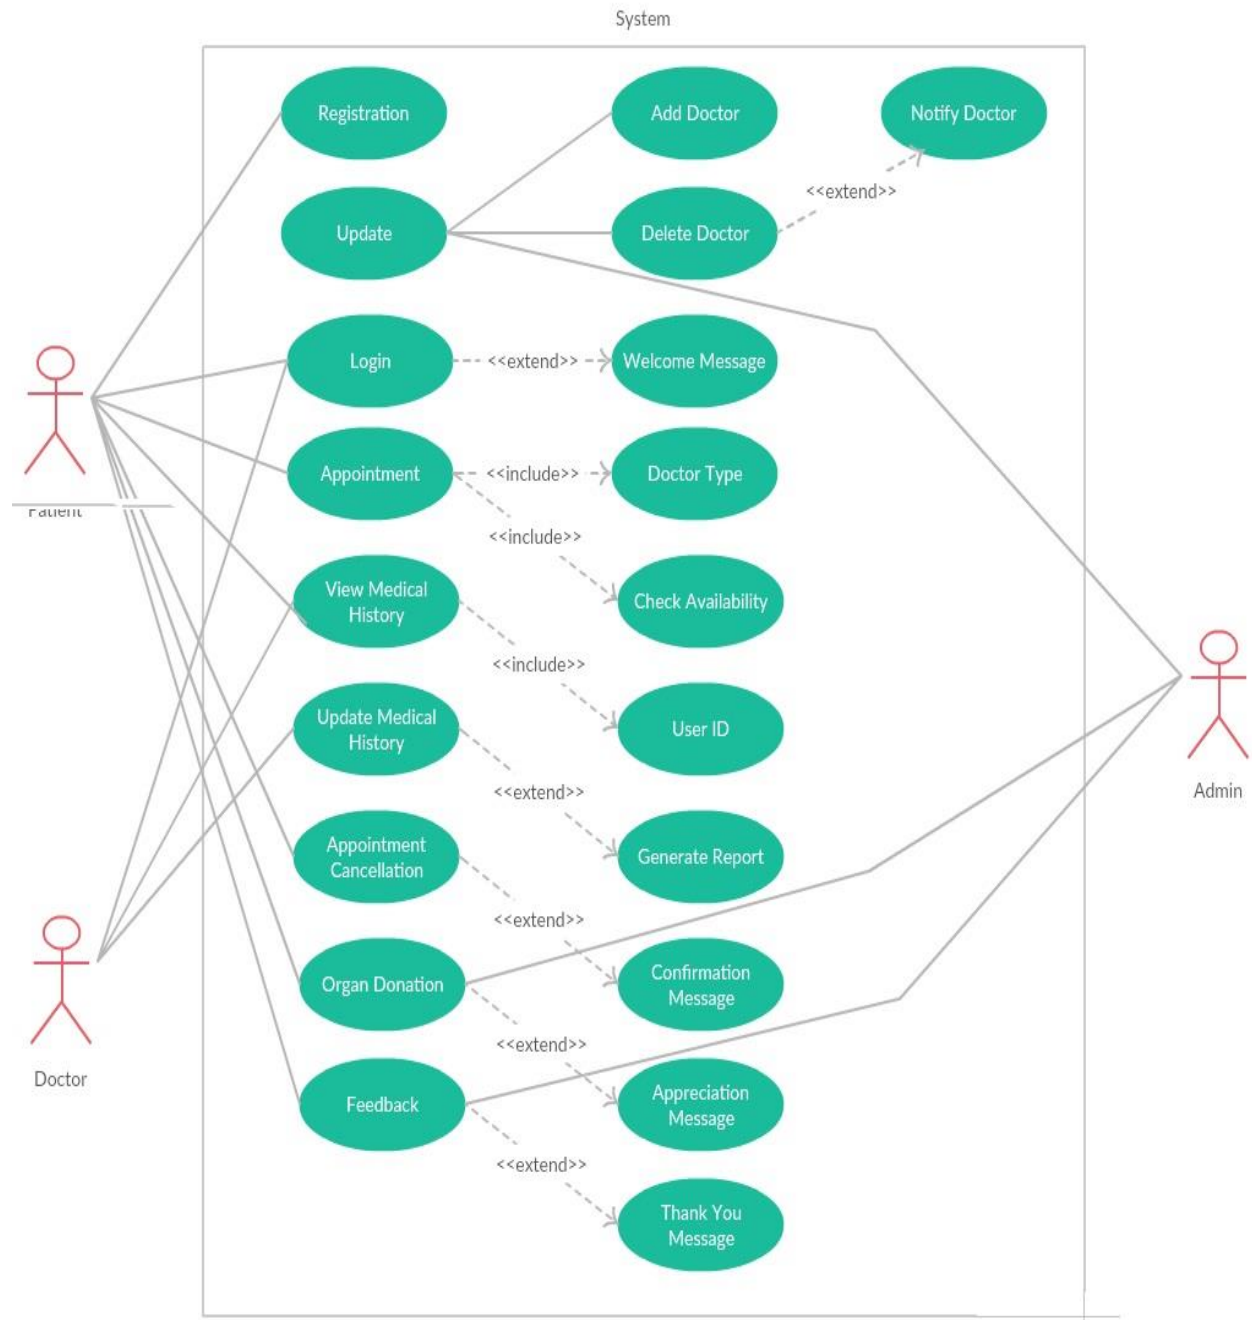 System
Registration
Add Doctor
Notify Doctor
<<extend>>
Update
Delete Doctor
Login
<<extend>>
Welcome Message
Appointment
<<include>>
Doctor Type
<<include>>
Patient
View Medical
History
Check Availability
<<include>>
Update Medical
History
User ID
Admin
<<extend>>
Appointment
Cancellation
Generate Report
<<extend>>
Organ Donation
Confirmation
Message
<<extend>>
Doctor
Feedback
Appreciation
Message
<<extend>>
Thank You
Message